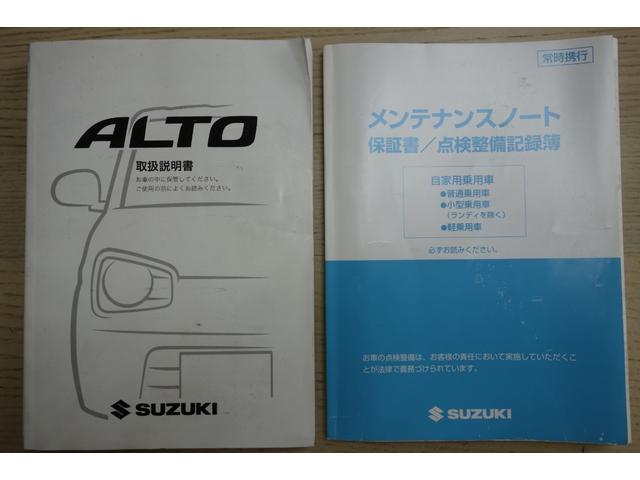 ALTO
取扱説明書
お車の中に保管してください。
ご使用の前によくお読みください。
SUZUKI
常時携行
メンテナンスノート
保証書／点検整備記録簿
自家用乗用車
●普通乗用車
●小型乗用車
(ランディを除く)
●軽乗用車
必ずお読みください。
お車の点検整備は、お客様の責任において実施していただくこ
とが法律で義務づけられています。
SUZUKI